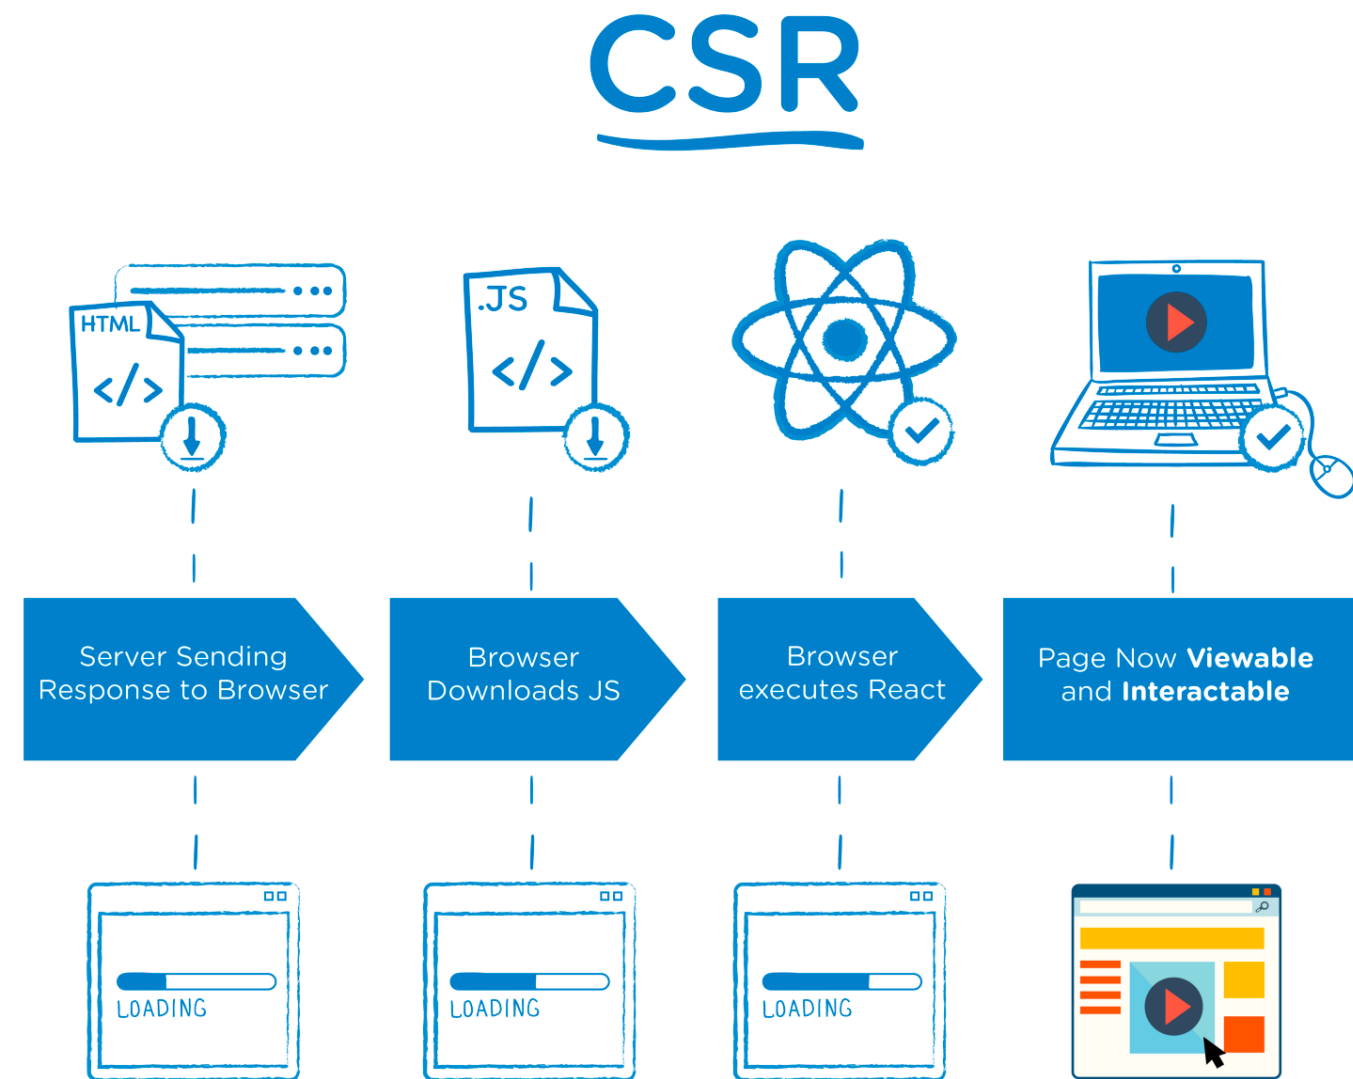 CSR
HTML
</>
.JS
</>
Server Sending
Response to Browser
Browser
Downloads JS
Browser
executes React
Page Now Viewable
and Interactable
LOADING
LOADING
LOADING